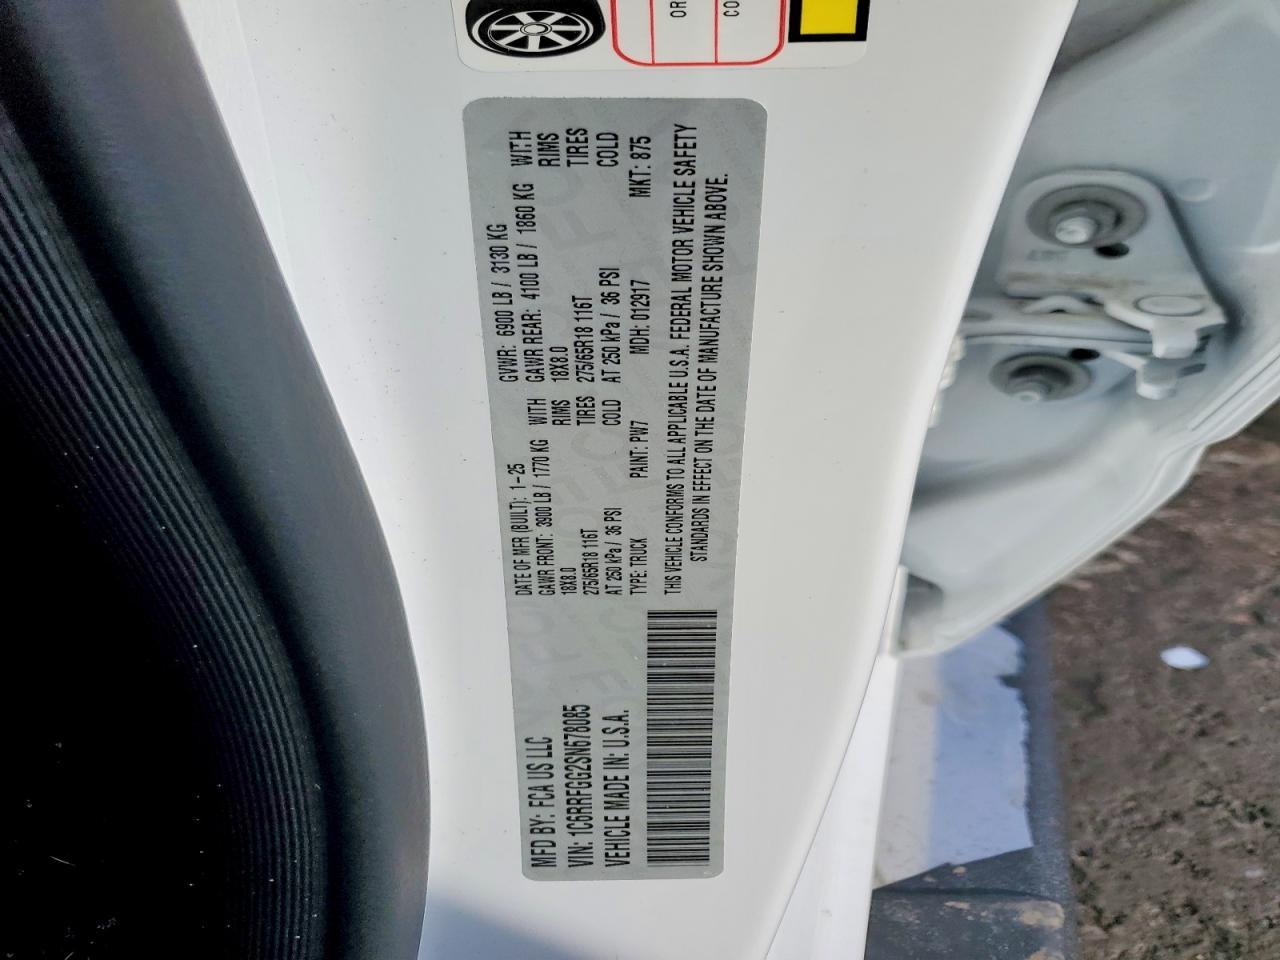 OR
CO
MFD BY: FCA US LLC
VIN: 1C6RRFGG2SN678085
VEHICLE MADE IN: U.S.A.
DATE OF MFR (BUILT): 1-25 GVWR: 6900 LB / 3130 KG
GAWR FRONT: 3900 LB / 1770 KG WITH GAWR REAR: 4100 LB / 1860 KG WITH
18X8.0 RIMS 18X8.0 RIMS
275/65R18 116T TIRES 275/65R18 116T TIRES
AT 250 kPa / 36 PSI COLD AT 250 kPa / 36 PSI COLD
TYPE: TRUCK PAINT: PW7 MDH: 012917 MKT: 875
THIS VEHICLE CONFORMS TO ALL APPLICABLE U.S.A. FEDERAL MOTOR VEHICLE SAFETY
STANDARDS IN EFFECT ON THE DATE OF MANUFACTURE SHOWN ABOVE.